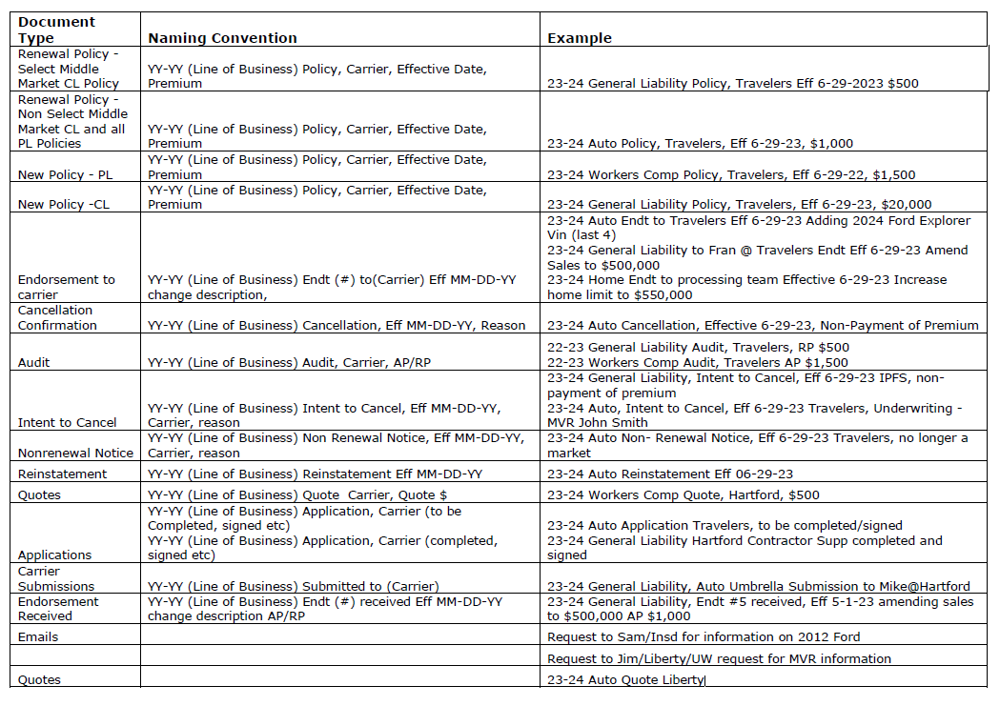 Document
Type
Naming Convention
Example
Renewal Policy -
Select Middle
Market CL Policy
YY-YY (Line of Business) Policy, Carrier, Effective Date,
Premium
23-24 General Liability Policy, Travelers Eff 6-29-2023 $500
Renewal Policy -
Non Select Middle
Market CL and all
PL Policies
YY-YY (Line of Business) Policy, Carrier, Effective Date,
Premium
23-24 Auto Policy, Travelers, Eff 6-29-23, $1,000
New Policy - PL
YY-YY (Line of Business) Policy, Carrier, Effective Date,
Premium
23-24 Workers Comp Policy, Travelers, Eff 6-29-22, $1,500
New Policy -CL
YY-YY (Line of Business) Policy, Carrier, Effective Date,
Premium
23-24 General Liability Policy, Travelers, Eff 6-29-23, $20,000
Endorsement to
carrier
YY-YY (Line of Business) Endt (#) to(Carrier) Eff MM-DD-YY
change description,
23-24 Auto Endt to Travelers Eff 6-29-23 Adding 2024 Ford Explorer
Vin (last 4)
23-24 General Liability to Fran @ Travelers Endt Eff 6-29-23 Amend
Sales to $500,000
23-24 Home Endt to processing team Effective 6-29-23 Increase
home limit to $550,000
Cancellation
Confirmation
YY-YY (Line of Business) Cancellation, Eff MM-DD-YY, Reason
23-24 Auto Cancellation, Effective 6-29-23, Non-Payment of Premium
Audit
YY-YY (Line of Business) Audit, Carrier, AP/RP
22-23 General Liability Audit, Travelers, RP $500
22-23 Workers Comp Audit, Travelers AP $1,500
Intent to Cancel
YY-YY (Line of Business) Intent to Cancel, Eff MM-DD-YY,
Carrier, reason
23-24 General Liability, Intent to Cancel, Eff 6-29-23 IPFS, non-
payment of premium
23-24 Auto, Intent to Cancel, Eff 6-29-23 Travelers, Underwriting -
MVR John Smith
Nonrenewal Notice
YY-YY (Line of Business) Non Renewal Notice, Eff MM-DD-YY,
Carrier, reason
23-24 Auto Non- Renewal Notice, Eff 6-29-23 Travelers, no longer a
market
Reinstatement
YY-YY (Line of Business) Reinstatement Eff MM-DD-YY
23-24 Auto Reinstatement Eff 06-29-23
Quotes
YY-YY (Line of Business) Quote  Carrier, Quote $
23-24 Workers Comp Quote, Hartford, $500
Applications
YY-YY (Line of Business) Application, Carrier (to be
Completed, signed etc)
YY-YY (Line of Business) Application, Carrier (completed,
signed etc)
23-24 Auto Application Travelers, to be completed/signed
23-24 General Liability Hartford Contractor Supp completed and
signed
Carrier
Submissions
YY-YY (Line of Business) Submitted to (Carrier)
23-24 General Liability, Auto Umbrella Submission to Mike@Hartford
Endorsement
Received
YY-YY (Line of Business) Endt (#) received Eff MM-DD-YY
change description AP/RP
23-24 General Liability, Endt #5 received, Eff 5-1-23 amending sales
to $500,000 AP $1,000
Emails
Request to Sam/Insd for information on 2012 Ford
Request to Jim/Liberty/UW request for MVR information
Quotes
23-24 Auto Quote Liberty